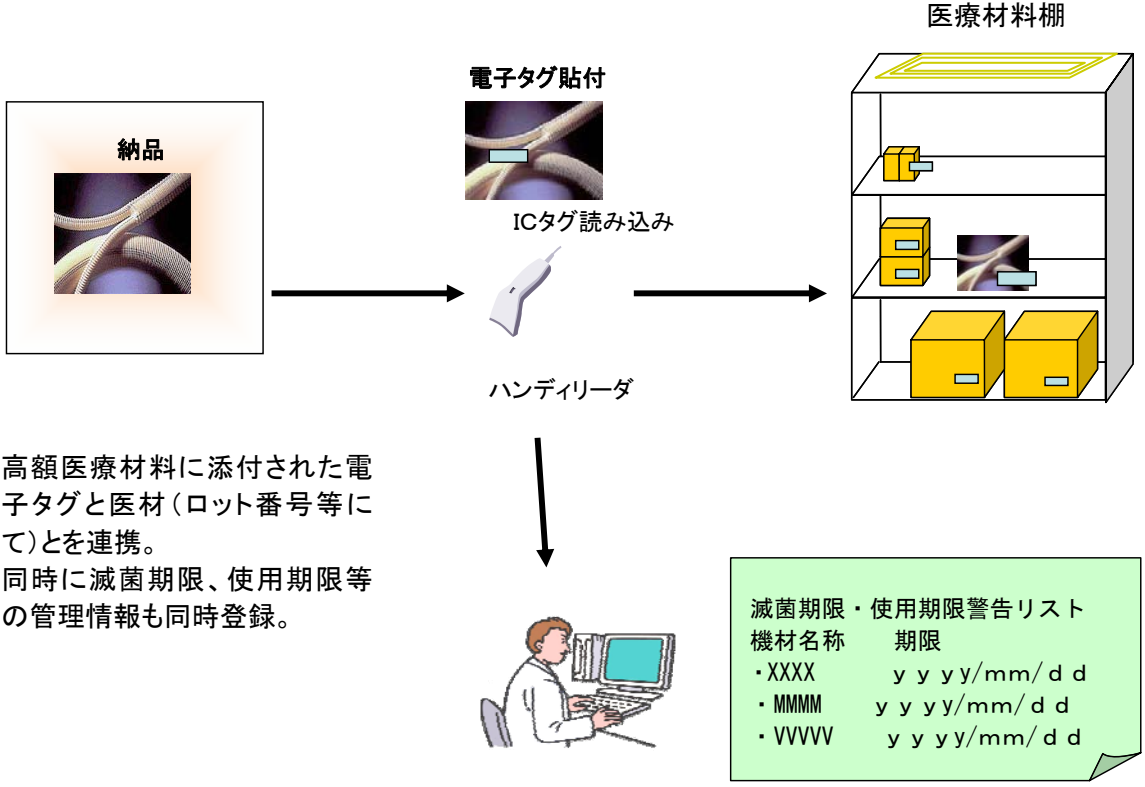 医療材料棚
電子タグ貼付
納品
ICタグ読み込み
ハンディリーダ
高額医療材料に添付された電
子タグと医材(ロット番号等に
て)とを連携。
同時に滅菌期限、使用期限等
の管理情報も同時登録。
滅菌期限・使用期限警告リスト
機材名称 期限
・XXXX yyyy/mm/dd
・MMMM yyyy/mm/dd
・VVVVV yyyy/mm/dd